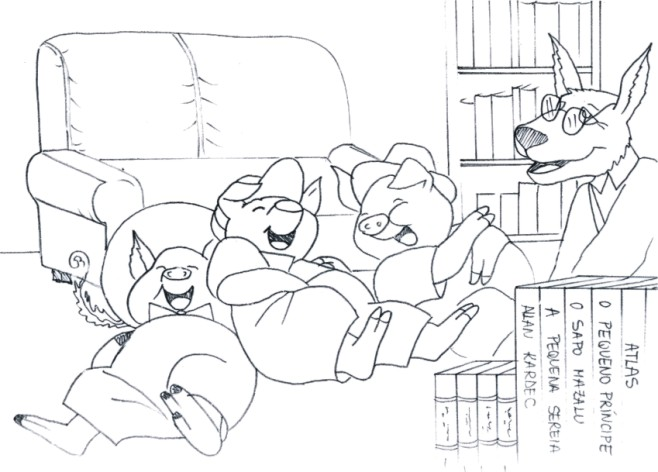 ATLAS
O PEQUENO PRÍNCIPE
O SAPO MAZALU
A PEQUENA SEREIA
ALLAN KARDEC